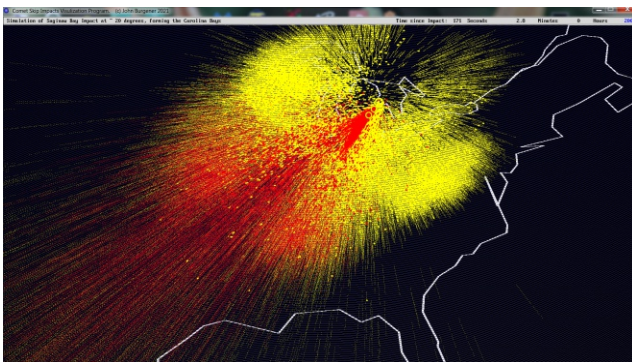 Comet Skip Impacts Visualization Program. (c) John Burgener 2013
Simulation of Saginaw Bay Impact at ~ 20 degrees, forming the Carolina Bays Time since Impact: 171 Seconds 2.8 Minutes 0 Hours